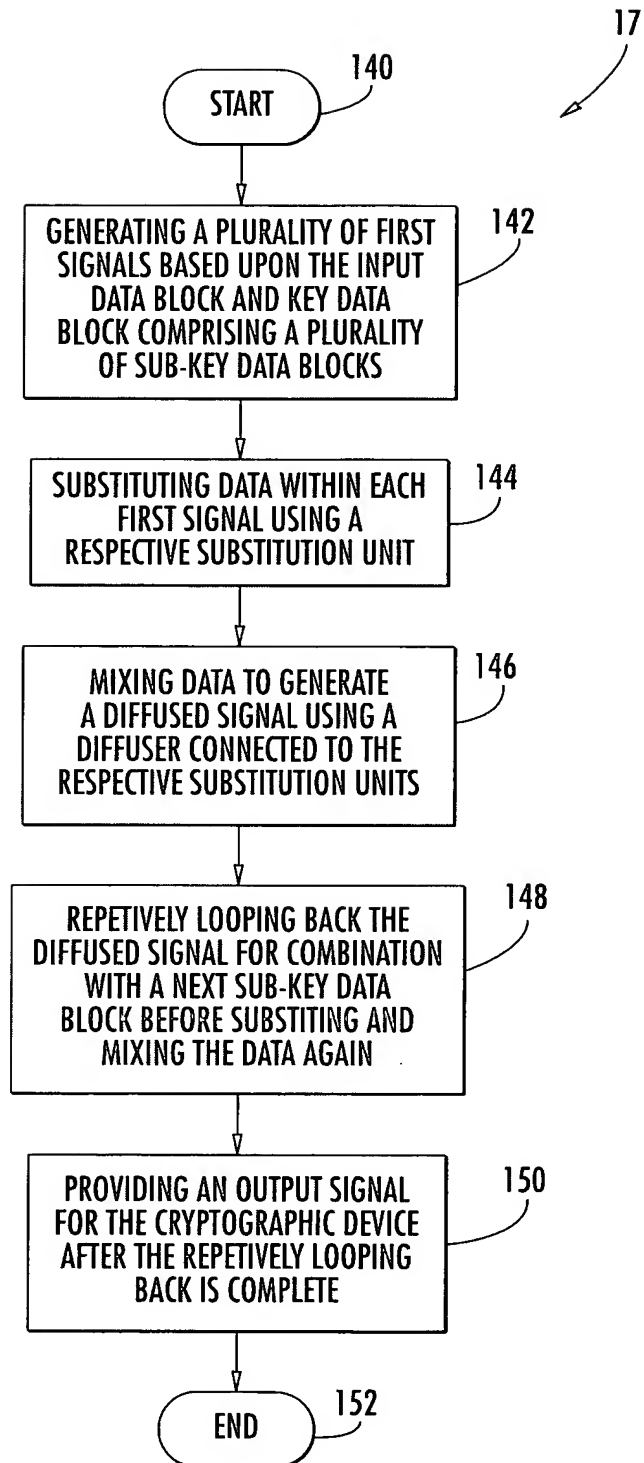 17
START
140
GENERATING A PLURALITY OF FIRST
SIGNALS BASED UPON THE INPUT
DATA BLOCK AND KEY DATA
BLOCK COMPRISING A PLURALITY
OF SUB-KEY DATA BLOCKS
142
SUBSTITUTING DATA WITHIN EACH
FIRST SIGNAL USING A
RESPECTIVE SUBSTITUTION UNIT
144
MIXING DATA TO GENERATE
A DIFFUSED SIGNAL USING A
DIFFUSER CONNECTED TO THE
RESPECTIVE SUBSTITUTION UNITS
146
REPETIVELY LOOPING BACK THE
DIFFUSED SIGNAL FOR COMBINATION
WITH A NEXT SUB-KEY DATA
BLOCK BEFORE SUBSTITING AND
MIXING THE DATA AGAIN
148
PROVIDING AN OUTPUT SIGNAL
FOR THE CRYPTOGRAPHIC DEVICE
AFTER THE REPETIVELY LOOPING
BACK IS COMPLETE
150
END
152